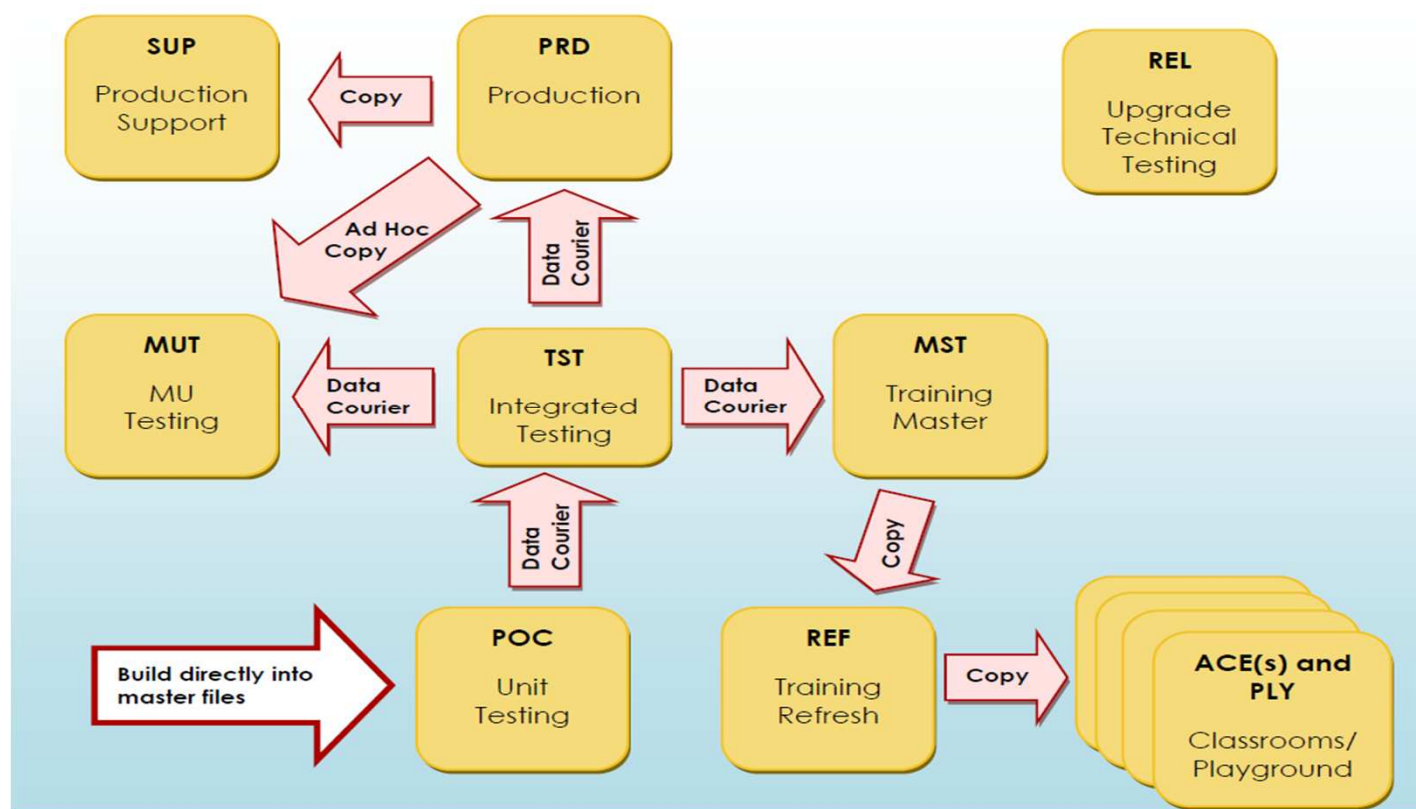 SUP
Production
Support
Copy
PRD
Production
REL
Upgrade
Technical
Testing
Ad Hoc
Copy
Data
Courier
MUT
MU
Testing
Data
Courier
TST
Integrated
Testing
Data
Courier
MST
Training
Master
Data
Courier
Copy
Build directly into
master files
POC
Unit
Testing
REF
Training
Refresh
Copy
ACE(s) and
PLY
Classrooms/
Playground